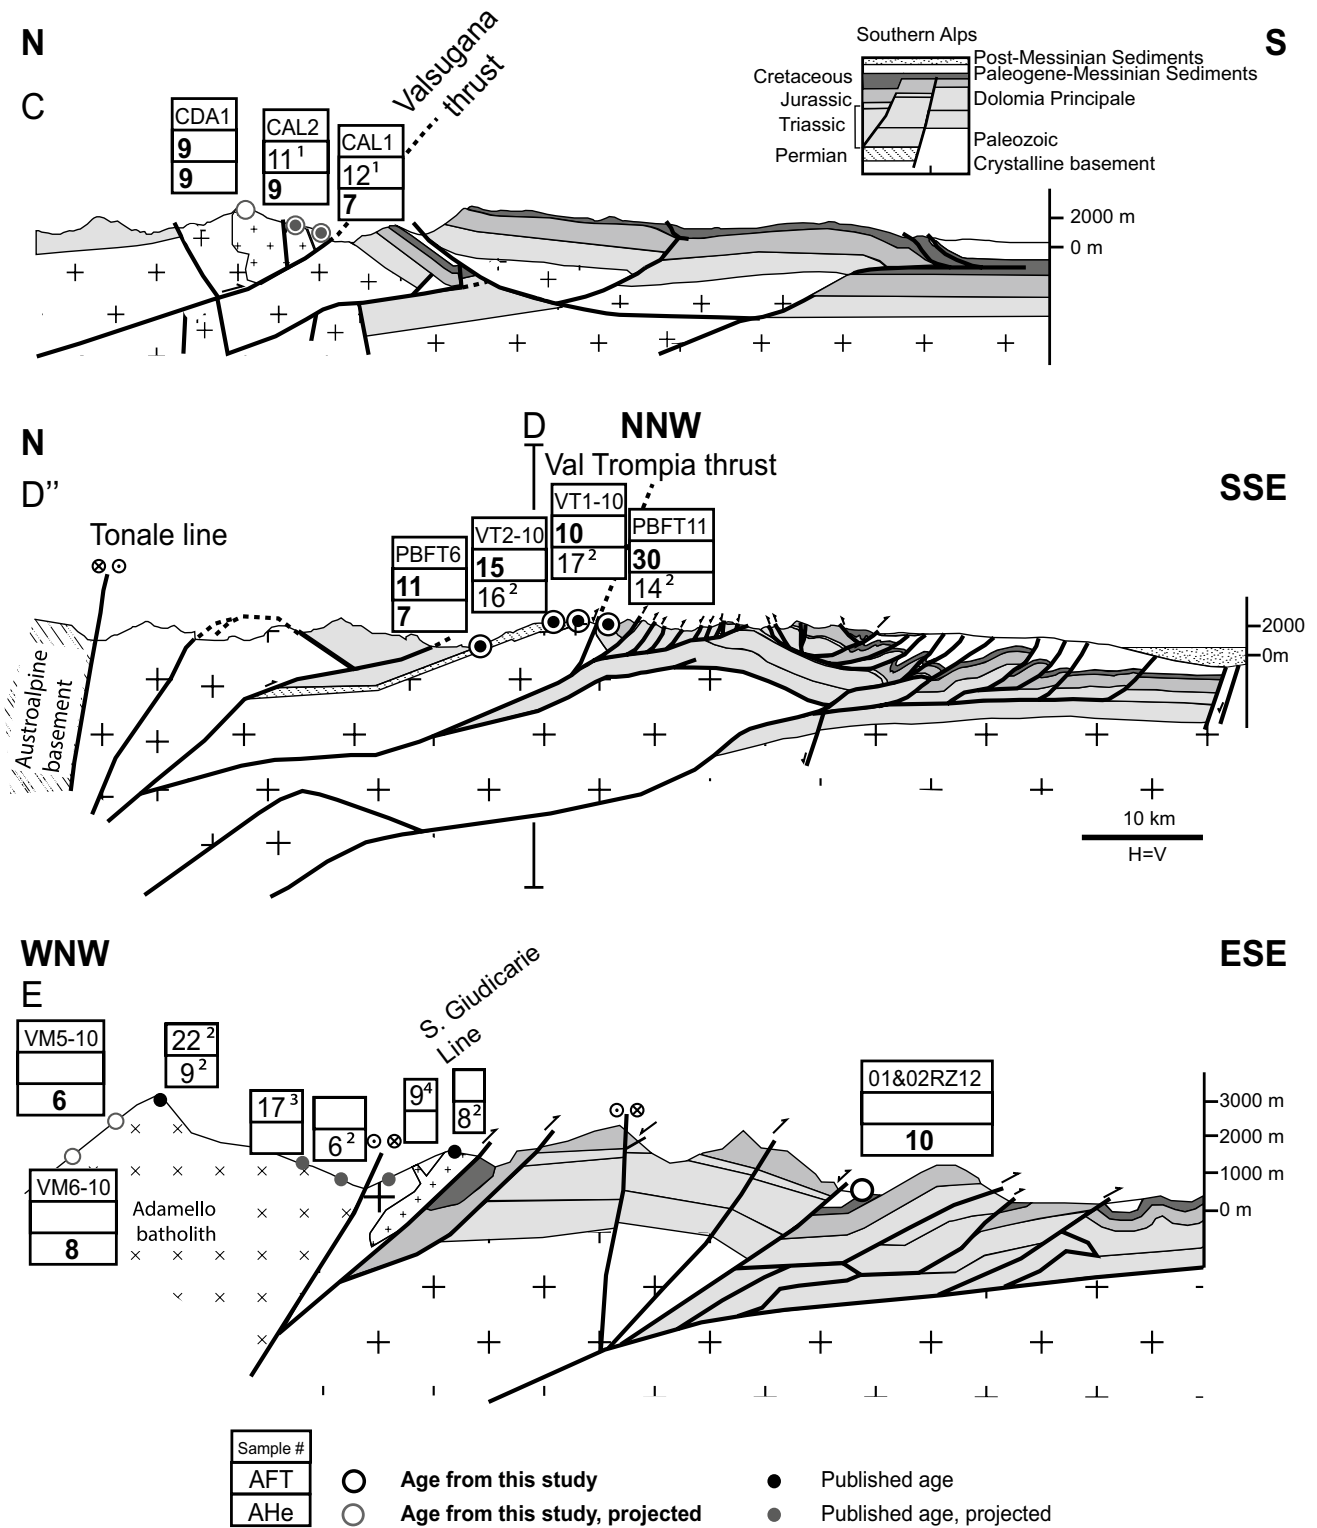 N
S
C
Valsugana
thrust
Southern Alps
Post-Messinian Sediments
Cretaceous
Paleogene-Messinian Sediments
Jurassic
Dolomia Principale
Triassic
Paleozoic
Permian
Crystalline basement
CDA1
9
9
CAL2
11¹
9
CAL1
12¹
7
2000 m
0 m
N
D
NNW
Val Trompia thrust
D’’
SSE
Tonale line
PBFT6
11
7
VT2-10
15
16²
VT1-10
10
17²
PBFT11
30
14²
2000
0m
Austroalpine
basement
10 km
H=V
WNW
ESE
E
S. Giudicarie
Line
VM5-10
6
22²
9²
17³
6²
9⁴
8²
01&02RZ12
10
3000 m
2000 m
1000 m
0 m
VM6-10
8
Adamello
batholith
Sample #
AFT
AHe
Age from this study
Published age
Age from this study, projected
Published age, projected